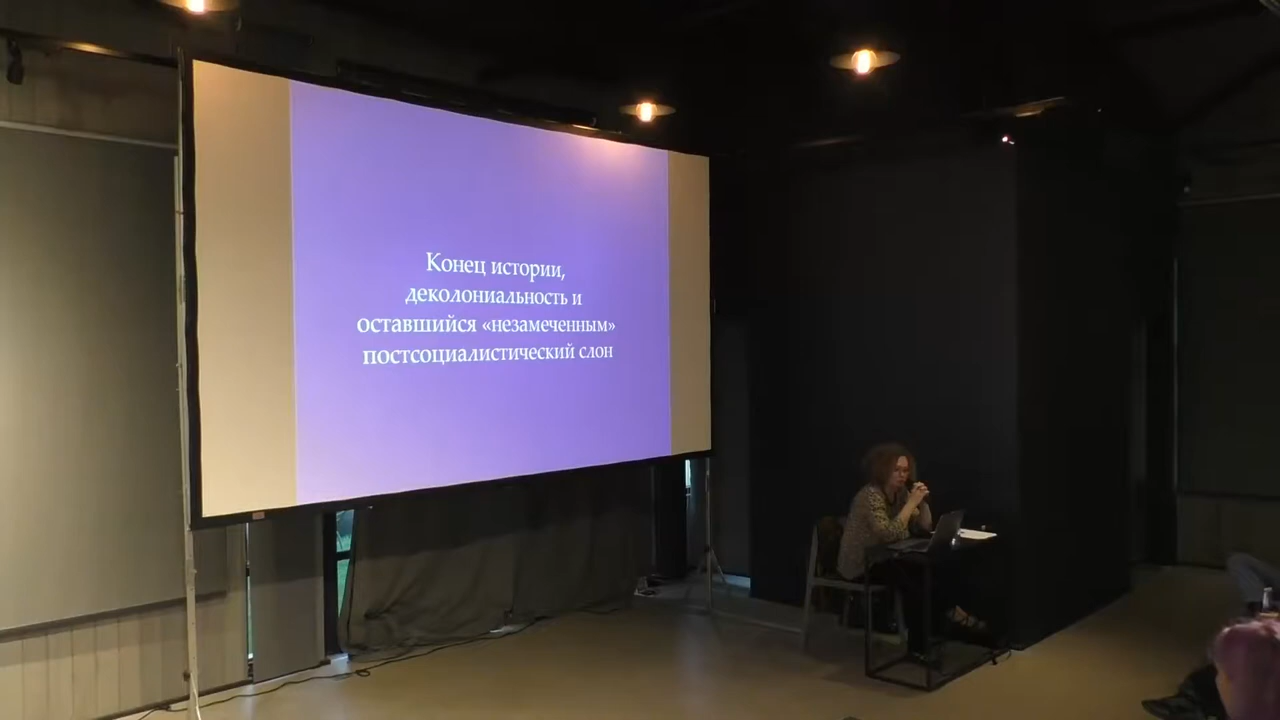 Конец истории,
деколониальность и
оставшийся «незамеченным»
постсоциалистический слон